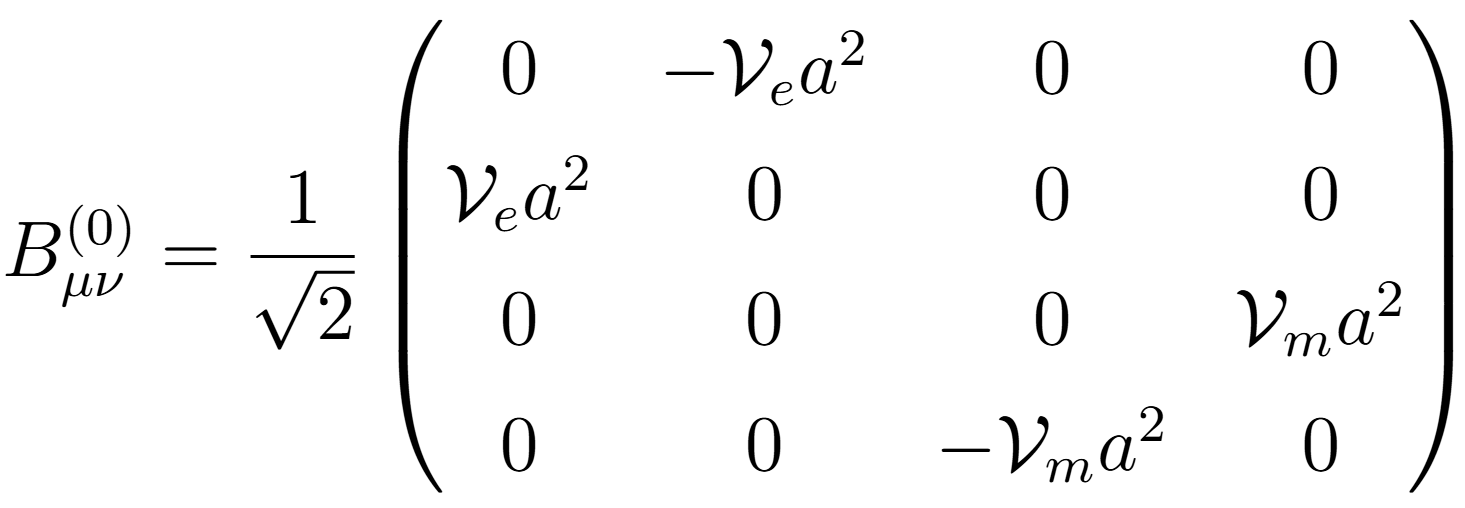 $B^{(0)}_{\mu\nu} = \frac{1}{\sqrt{2}} \begin{pmatrix} 0 & -\mathcal{V}_e a^2 & 0 & 0 \\ \mathcal{V}_e a^2 & 0 & 0 & 0 \\ 0 & 0 & 0 & \mathcal{V}_m a^2 \\ 0 & 0 & -\mathcal{V}_m a^2 & 0 \end{pmatrix}$